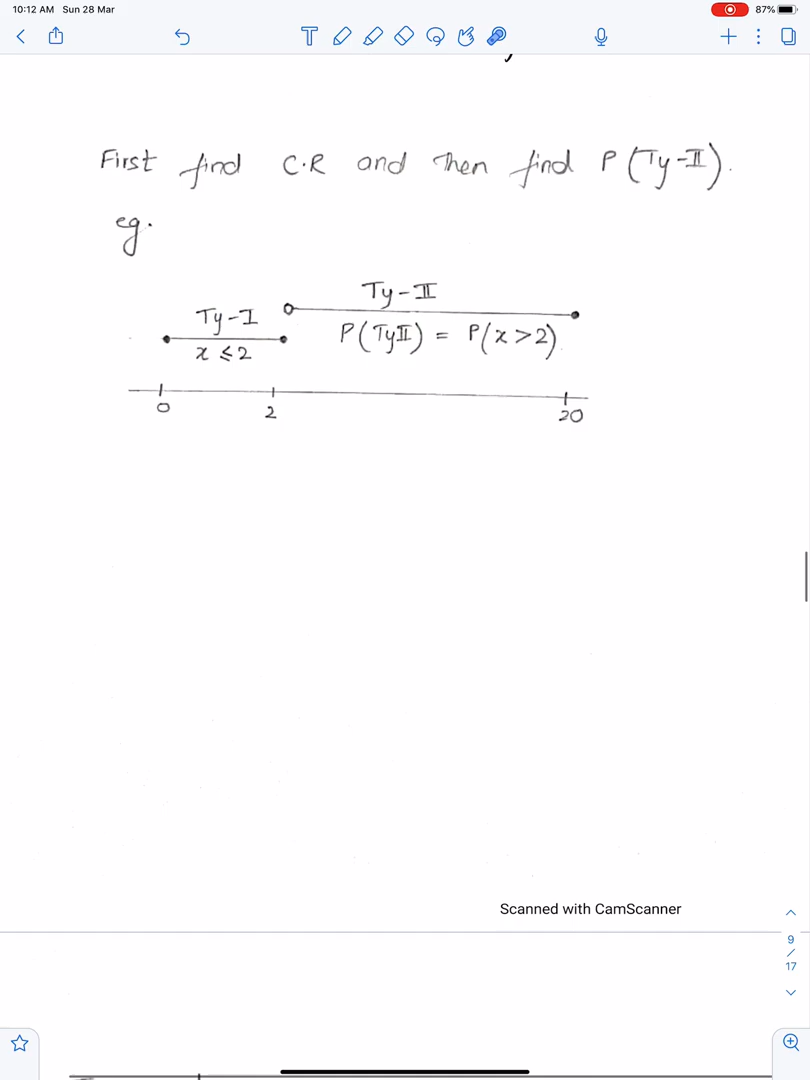 10:12 AM Sun 28 Mar
87%
T
First find C.R and then find P(Ty-II).
eg.
Ty-II
Ty-I
P(TyII) = P(x>2)
x ≤ 2
0
2
20
Scanned with CamScanner
9
/
17